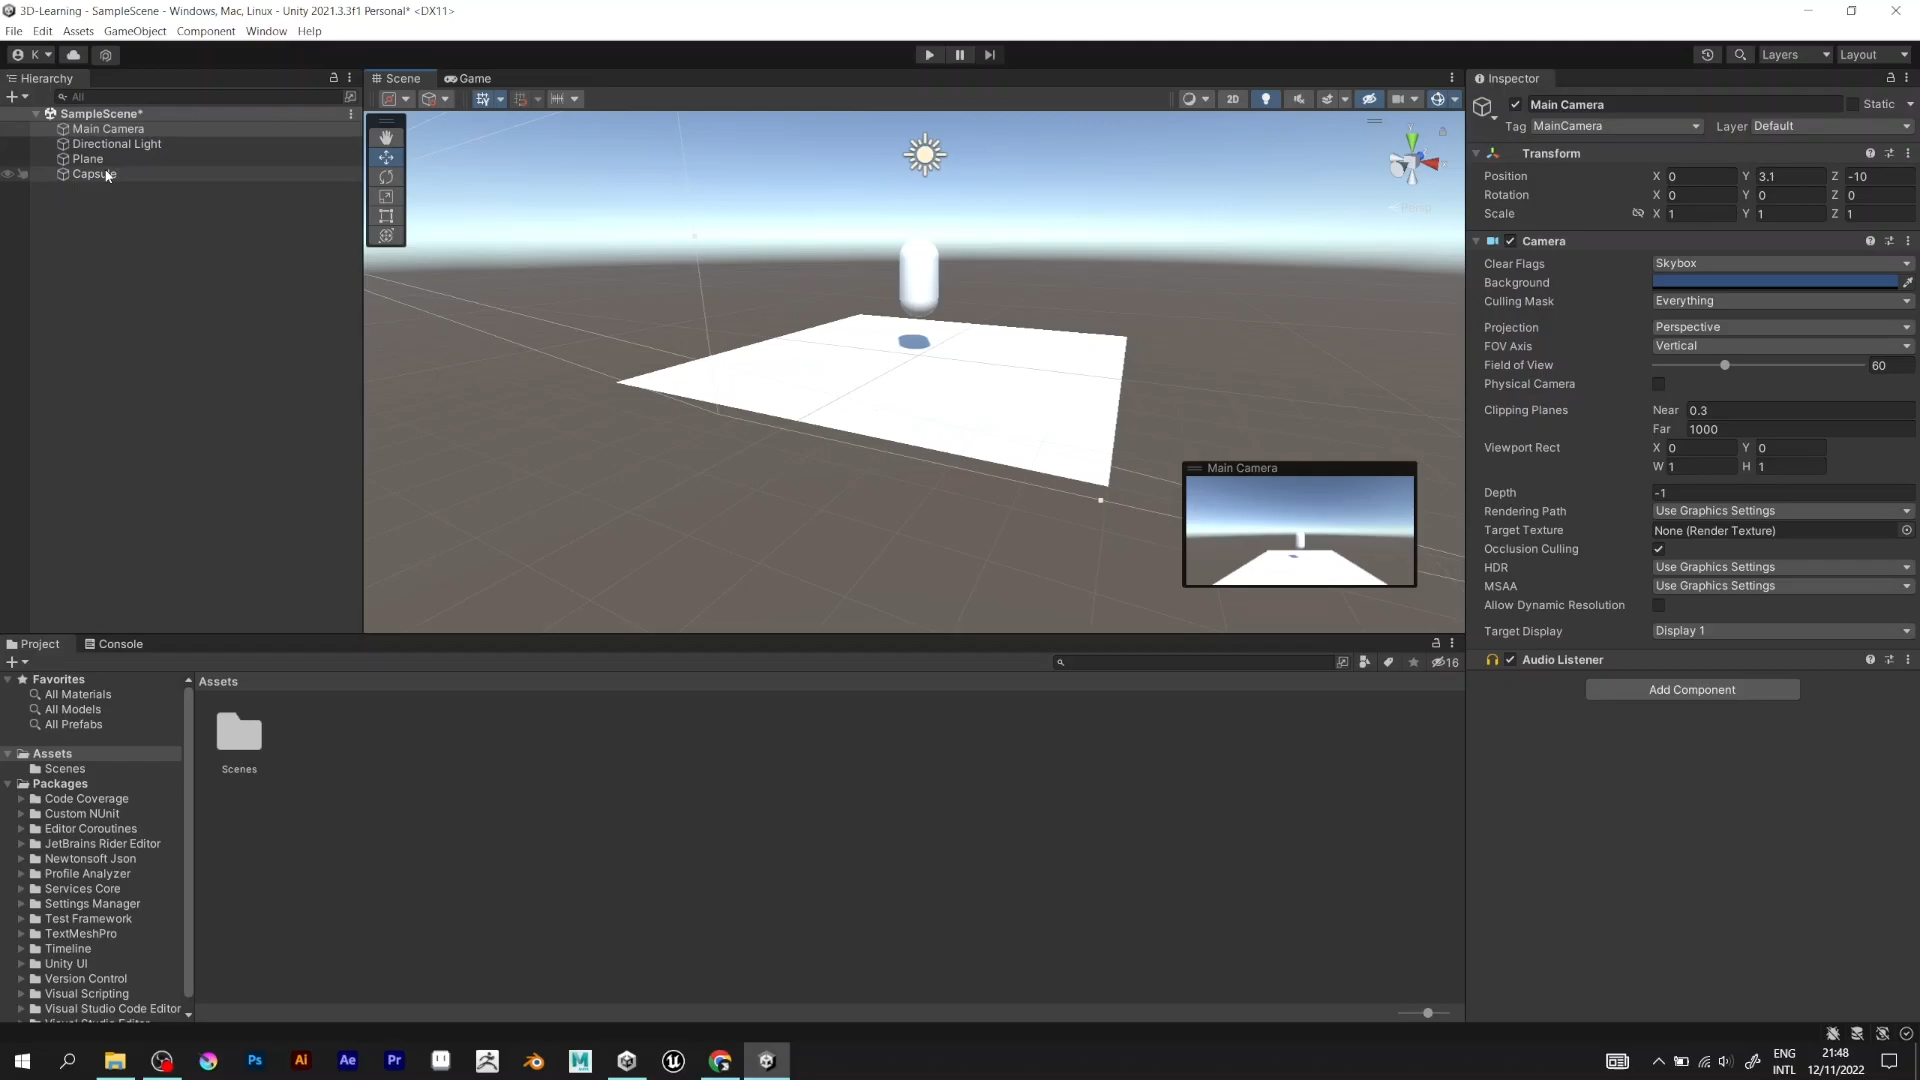 3D-Learning - SampleScene - Windows, Mac, Linux - Unity 2021.3.3f1 Personal* <DX11>
File Edit Assets GameObject Component Window Help
K
Layers
Layout
Hierarchy
All
SampleScene*
Main Camera
Directional Light
Plane
Capsule
Scene
Game
2D
y
x
Persp
Main Camera
Inspector
Main Camera
Static
Tag MainCamera
Layer Default
Transform
Position X 0 Y 3.1 Z -10
Rotation X 0 Y 0 Z 0
Scale X 1 Y 1 Z 1
Camera
Clear Flags Skybox
Background
Culling Mask Everything
Projection Perspective
FOV Axis Vertical
Field of View 60
Physical Camera
Clipping Planes Near 0.3
Far 1000
Viewport Rect X 0 Y 0
W 1 H 1
Depth -1
Rendering Path Use Graphics Settings
Target Texture None (Render Texture)
Occlusion Culling
HDR Use Graphics Settings
MSAA Use Graphics Settings
Allow Dynamic Resolution
Target Display Display 1
Audio Listener
Add Component
Project
Console
16
Favorites
All Materials
All Models
All Prefabs
Assets
Scenes
Packages
Code Coverage
Custom NUnit
Editor Coroutines
JetBrains Rider Editor
Newtonsoft Json
Profile Analyzer
Services Core
Settings Manager
Test Framework
TextMeshPro
Timeline
Unity UI
Version Control
Visual Scripting
Visual Studio Code Editor
Visual Studio Editor
Assets
Scenes
Ps
Ai
Ae
Pr
M
ENG
INTL
21:48
12/11/2022